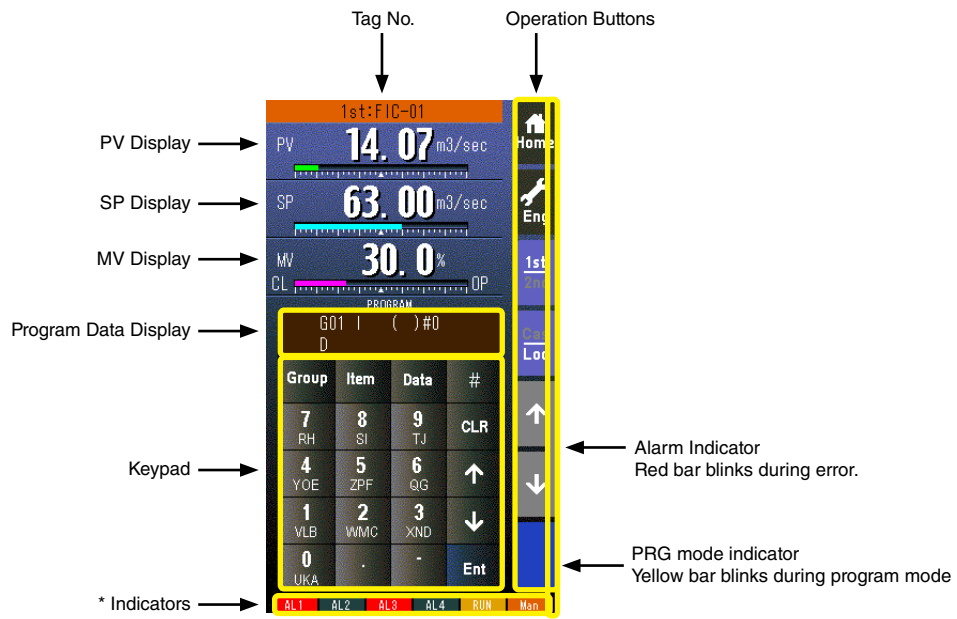 Tag No.
Operation Buttons
1st:FIC-01
PV Display
PV 14.07 m3/sec
Home
SP Display
SP 63.00 m3/sec
Eng
MV Display
MV 30.0 %
CL OP
1st
2nd
PROGRAM
Program Data Display
G01 I ( )#0
D
Cas
Loc
Group Item Data #
7 8 9 CLR
RH SI TJ
Alarm Indicator
Red bar blinks during error.
Keypad
4 5 6 ↑
YOE ZPF QG
1 2 3 ↓
VLB WMC XND
0 . - Ent
UKA
PRG mode indicator
Yellow bar blinks during program mode
* Indicators
AL1 AL2 AL3 AL4 RUN Man